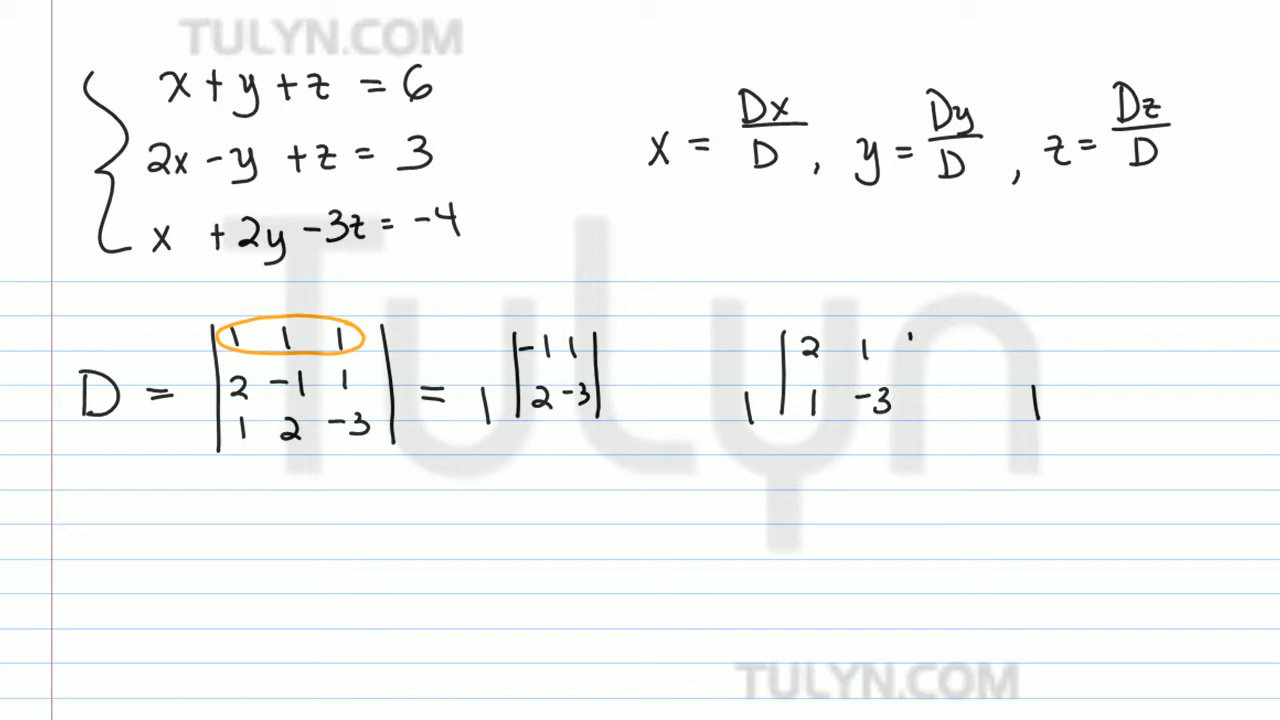 TULYN.COM
x + y + z = 6
2x - y + z = 3
x + 2y - 3z = -4
x = Dx/D , y = Dy/D , z = Dz/D
D = | 1 1 1 | = 1 | -1 1 | 1 | 2 1 1
| 2 -1 1 | | 2 -3 | | 1 -3
| 1 2 -3 |
Tulyn
TULYN.COM